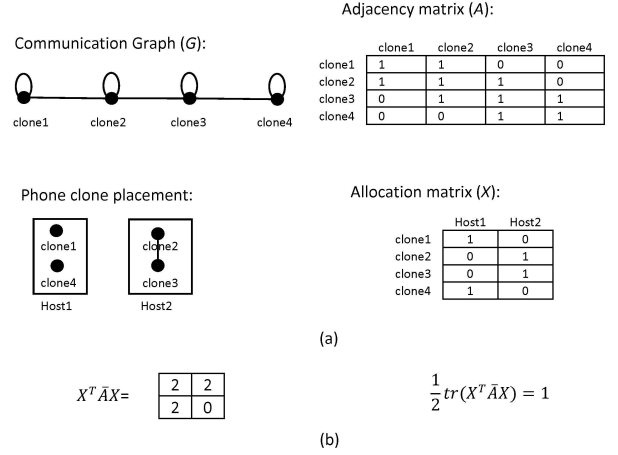 Adjacency matrix (A):
Communication Graph (G):
clone1 clone2 clone3 clone4
clone1 1 1 0 0
clone2 1 1 1 0
clone3 0 1 1 1
clone4 0 0 1 1
clone1 clone2 clone3 clone4
Phone clone placement:
Allocation matrix (X):
clone1
clone4
Host1
clone2
clone3
Host2
Host1 Host2
clone1 1 0
clone2 0 1
clone3 0 1
clone4 1 0
(a)
XᵀĀX=
2 2
2 0
½tr(XᵀĀX) = 1
(b)